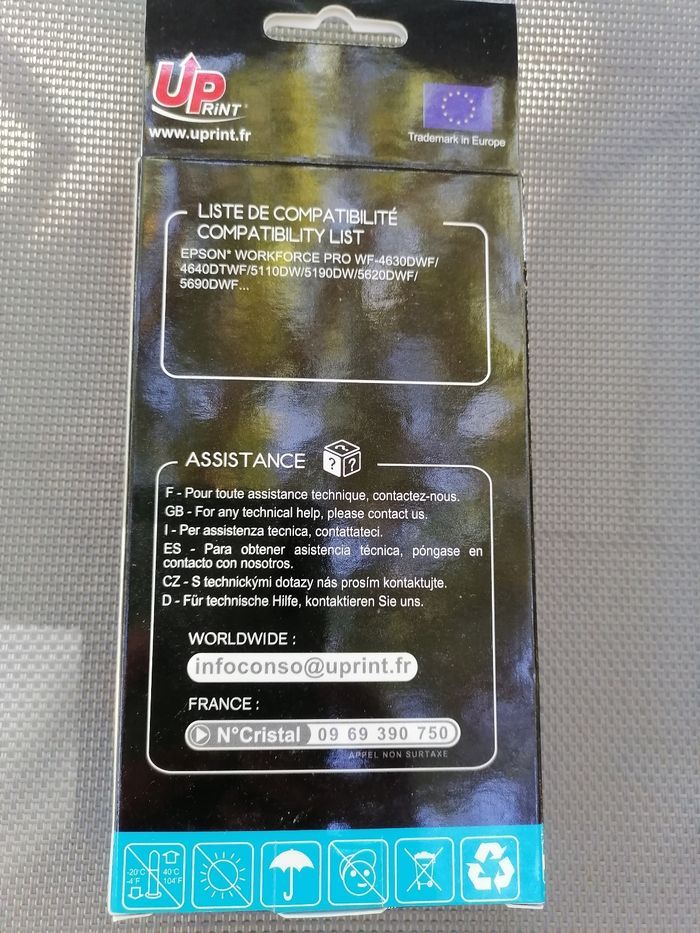 UPRINT®
www.uprint.fr
Trademark in Europe
LISTE DE COMPATIBILITÉ
COMPATIBILITY LIST
EPSON® WORKFORCE PRO WF-4630DWF/
4640DTWF/5110DW/5190DW/5620DWF/
5690DWF...
ASSISTANCE
F - Pour toute assistance technique, contactez-nous.
GB - For any technical help, please contact us.
I - Per assistenza tecnica, contattateci.
ES - Para obtener asistencia técnica, póngase en
contacto con nosotros.
CZ - S technickými dotazy nás prosím kontaktujte.
D - Für technische Hilfe, kontaktieren Sie uns.
WORLDWIDE :
infoconso@uprint.fr
FRANCE :
N°Cristal 09 69 390 750
APPEL NON SURTAXE
-20°C 40°C
-4°F 104°F